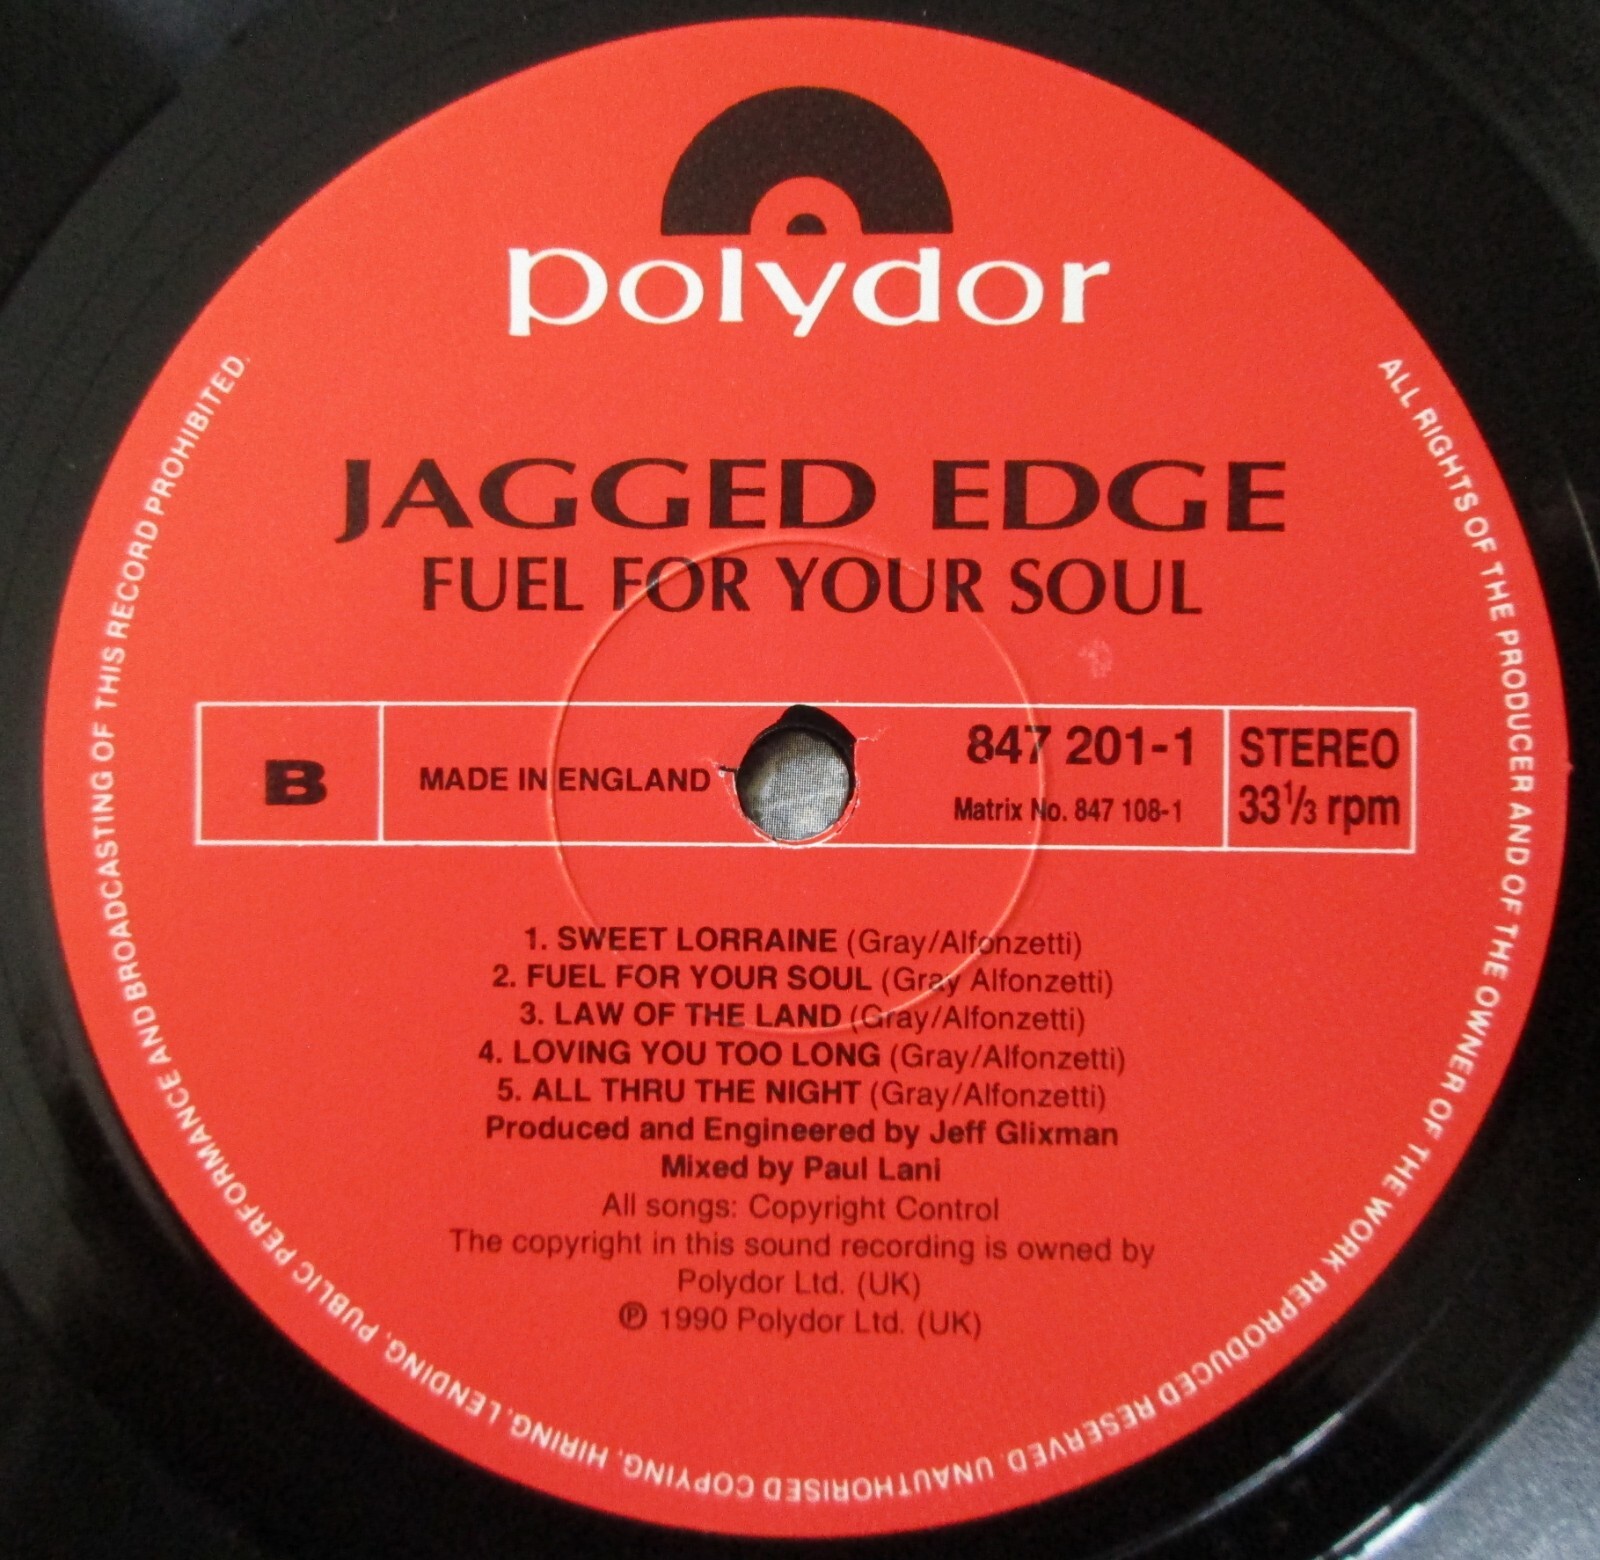 polydor
JAGGED EDGE
FUEL FOR YOUR SOUL
B
MADE IN ENGLAND
847 201-1
Matrix No. 847 108-1
STEREO
33⅓ rpm
1. SWEET LORRAINE (Gray/Alfonzetti)
2. FUEL FOR YOUR SOUL (Gray Alfonzetti)
3. LAW OF THE LAND (Gray/Alfonzetti)
4. LOVING YOU TOO LONG (Gray/Alfonzetti)
5. ALL THRU THE NIGHT (Gray/Alfonzetti)
Produced and Engineered by Jeff Glixman
Mixed by Paul Lani
All songs: Copyright Control
The copyright in this sound recording is owned by
Polydor Ltd. (UK)
℗ 1990 Polydor Ltd. (UK)
ALL RIGHTS OF THE PRODUCER AND OF THE OWNER OF THE WORK REPRODUCED RESERVED. UNAUTHORISED COPYING, HIRING, LENDING, PUBLIC PERFORMANCE AND BROADCASTING OF THIS RECORD PROHIBITED.